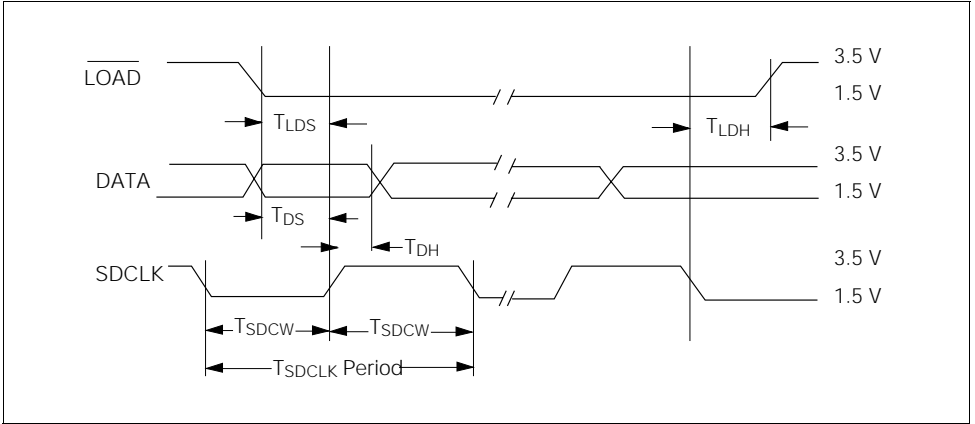 LOAD
3.5 V
1.5 V
TLDS
TLDH
DATA
3.5 V
1.5 V
TDS
TDH
SDCLK
3.5 V
1.5 V
TSDCW
TSDCW
TSDCLK Period